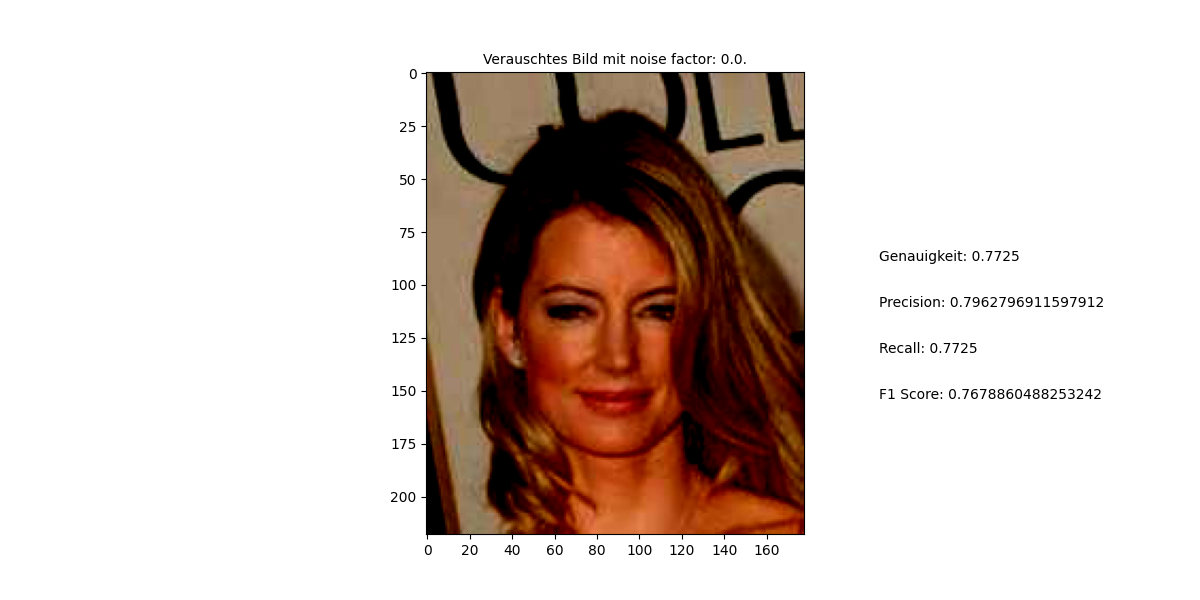 Verauschtes Bild mit noise factor: 0.0.
0
25
50
75
100
125
150
175
200
0 20 40 60 80 100 120 140 160
Genauigkeit: 0.7725
Precision: 0.7962796911597912
Recall: 0.7725
F1 Score: 0.7678860488253242